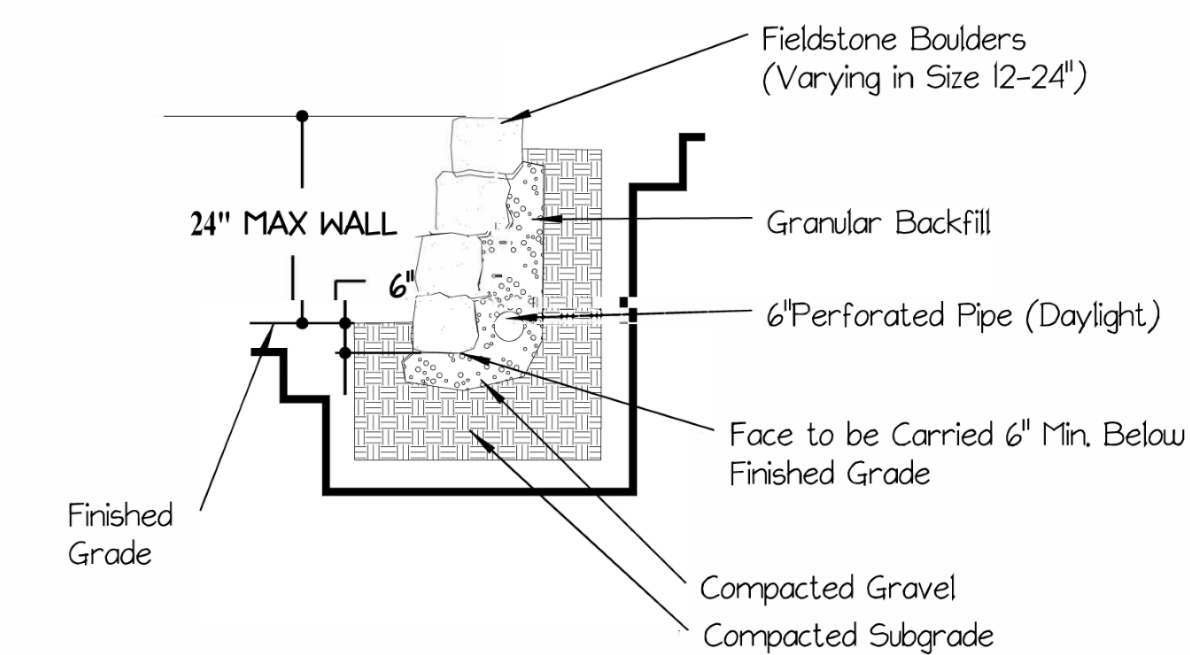 Fieldstone Boulders
(Varying in Size 12-24")
24" MAX WALL
Granular Backfill
6"
6"Perforated Pipe (Daylight)
Face to be Carried 6" Min. Below
Finished Grade
Finished
Grade
Compacted Gravel
Compacted Subgrade